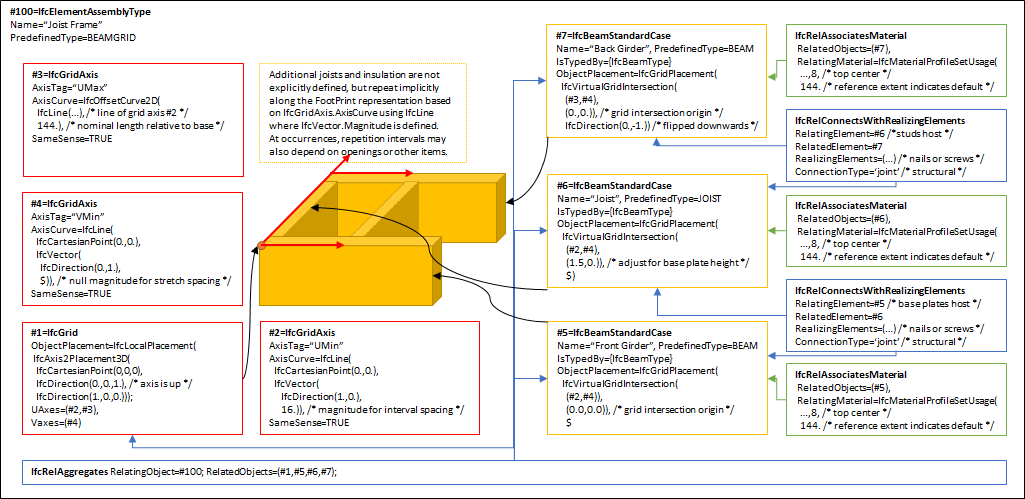 #100=IfcElementAssemblyType
Name="Joist Frame"
PredefinedType=BEAMGRID
#3=IfcGridAxis
AxisTag="UMax"
AxisCurve=IfcOffsetCurve2D(
IfcLine(...), /* line of grid axis #2 */
144.), /* nominal length relative to base */
SameSense=TRUE
Additional joists and insulation are not
explicitly defined, but repeat implicitly
along the FootPrint representation based
on IfcGridAxis.AxisCurve using IfcLine
where IfcVector.Magnitude is defined.
At occurrences, repetition intervals may
also depend on openings or other items.
#7=IfcBeamStandardCase
Name="Back Girder", PredefinedType=BEAM
IsTypedBy={IfcBeamType}
ObjectPlacement=IfcGridPlacement(
IfcVirtualGridIntersection(
(#3,#4),
(0.,0.)), /* grid intersection origin */
IfcDirection(0.,-1.)) /* flipped downwards */
IfcRelAssociatesMaterial
RelatedObjects=(#7),
RelatingMaterial=IfcMaterialProfileSetUsage(
...,8, /* top center */
144. /* reference extent indicates default */
IfcRelConnectsWithRealizingElements
RelatingElement=#6 /*studs host */
RelatedElement=#7
RealizingElements=(...) /* nails or screws */
ConnectionType='joint' /* structural */
#4=IfcGridAxis
AxisTag="VMin"
AxisCurve=IfcLine(
IfcCartesianPoint(0.,0.),
IfcVector(
IfcDirection(0.,1.),
$)), /* null magnitude for stretch spacing */
SameSense=TRUE
#6=IfcBeamStandardCase
Name="Joist", PredefinedType=JOIST
IsTypedBy={IfcBeamType}
ObjectPlacement=IfcGridPlacement(
IfcVirtualGridIntersection(
(#2,#4),
(1.5,0.)), /* adjust for base plate height */
$)
IfcRelAssociatesMaterial
RelatedObjects=(#6),
RelatingMaterial=IfcMaterialProfileSetUsage(
...,8, /* top center */
144. /* reference extent indicates default */
IfcRelConnectsWithRealizingElements
RelatingElement=#5 /* base plates host */
RelatedElement=#6
RealizingElements=(...) /* nails or screws */
ConnectionType='joint' /* structural */
#1=IfcGrid
ObjectPlacement=IfcLocalPlacement(
IfcAxis2Placement3D(
IfcCartesianPoint(0,0,0),
IfcDirection(0.,0.,1.), /* axis is up */
IfcDirection(1.,0.,0.)));
UAxes=(#2,#3),
Vaxes=(#4)
#2=IfcGridAxis
AxisTag="UMin"
AxisCurve=IfcLine(
IfcCartesianPoint(0.,0.),
IfcVector(
IfcDirection(1.,0.),
16.)), /* magnitude for interval spacing */
SameSense=TRUE
#5=IfcBeamStandardCase
Name="Front Girder", PredefinedType=BEAM
IsTypedBy={IfcBeamType}
ObjectPlacement=IfcGridPlacement(
IfcVirtualGridIntersection(
(#2,#4)),
(0.0,0.0)), /* grid intersection origin */
$
IfcRelAssociatesMaterial
RelatedObjects=(#5),
RelatingMaterial=IfcMaterialProfileSetUsage(
...,8, /* top center */
144. /* reference extent indicates default */
IfcRelAggregates RelatingObject=#100; RelatedObjects=(#1,#5,#6,#7);